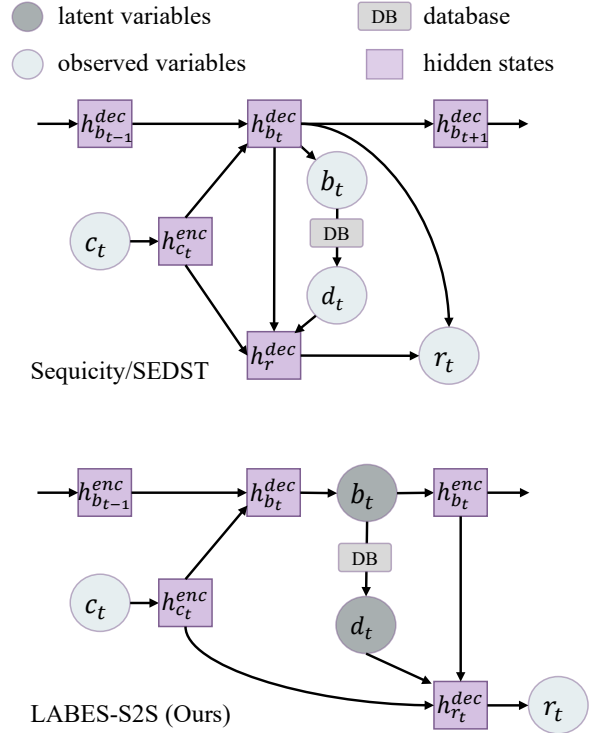 latent variables
DB database
observed variables
hidden states
h^{dec}_{b_{t-1}} h^{dec}_{b_t} h^{dec}_{b_{t+1}}
b_t
c_t h^{enc}_{c_t} DB
d_t
h^{dec}_r r_t
Sequicity/SEDST
h^{enc}_{b_{t-1}} h^{dec}_{b_t} b_t h^{enc}_{b_t}
DB
c_t h^{enc}_{c_t}
d_t
h^{dec}_{r_t} r_t
LABES-S2S (Ours)